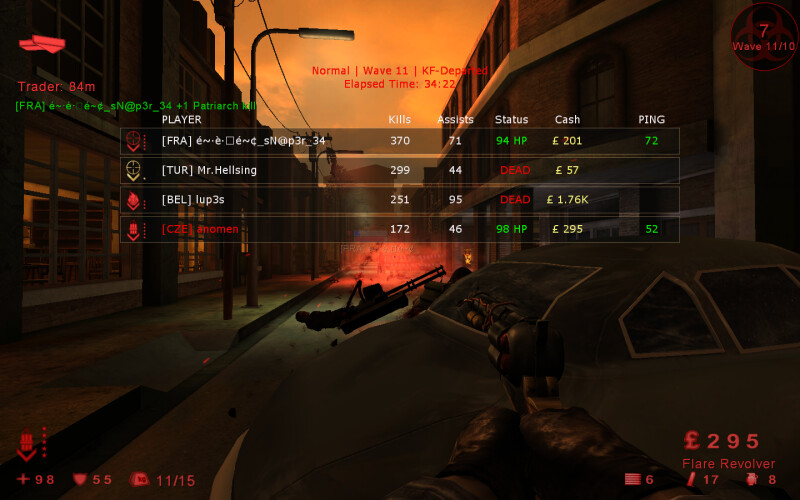 7
Wave 11/10
Normal | Wave 11 | KF-Departed
Elapsed Time: 34:22
Trader: 84m
+1 Patriarch kill
PLAYER Kills Assists Status Cash PING
[FRA] é~·è·□é~¢_sN@p3r_34 370 71 94 HP £ 201 72
[TUR] Mr.Hellsing 299 44 DEAD £ 57
[BEL] lup3s 251 95 DEAD £ 1.76K
[CZE] 172 46 98 HP £ 295 52
£295
Flare Revolver
98 55 11/15 6 17 8